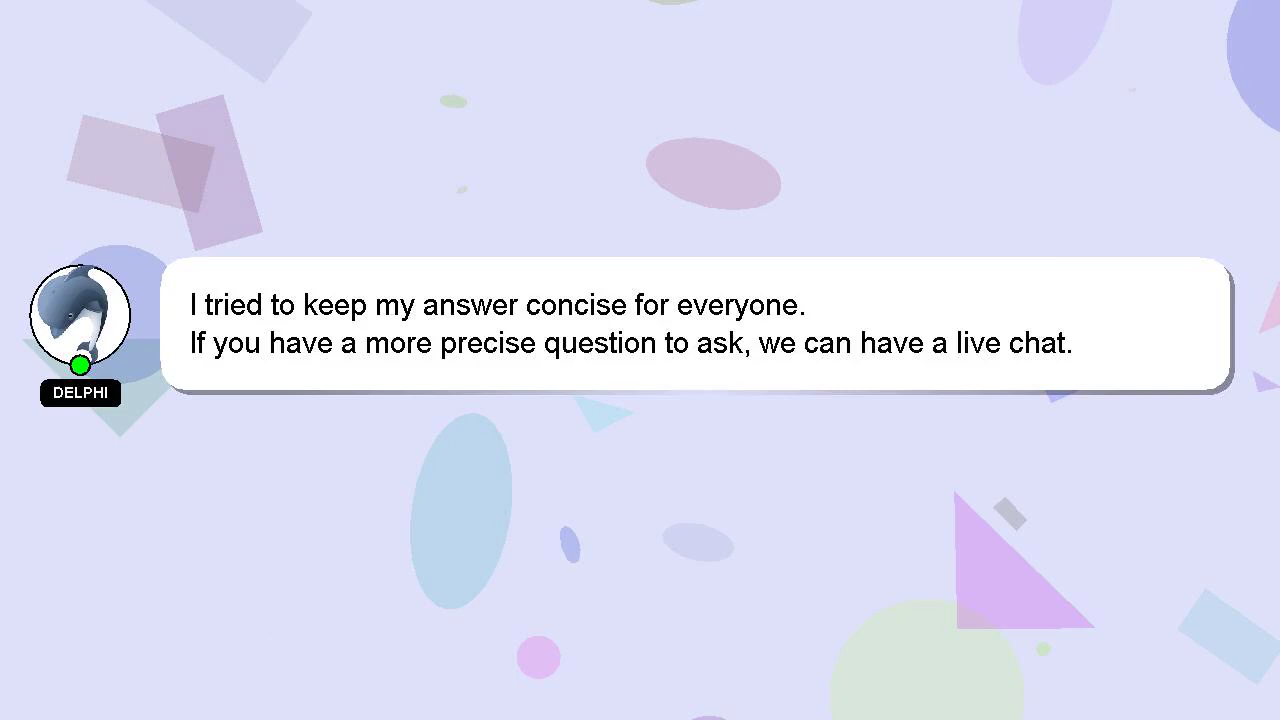 I tried to keep my answer concise for everyone.
If you have a more precise question to ask, we can have a live chat.
DELPHI